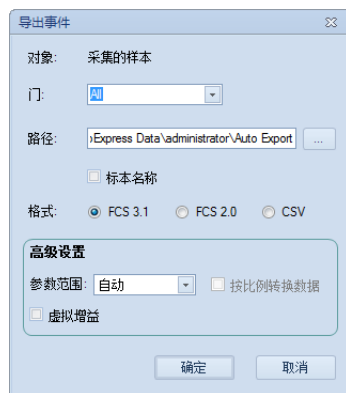 导出事件
对象: 采集的样本
门: All
路径: Express Data\administrator\Auto Export ...
标本名称
格式: FCS 3.1 FCS 2.0 CSV
高级设置
参数范围: 自动 按比例转换数据
虚拟增益
确定 取消